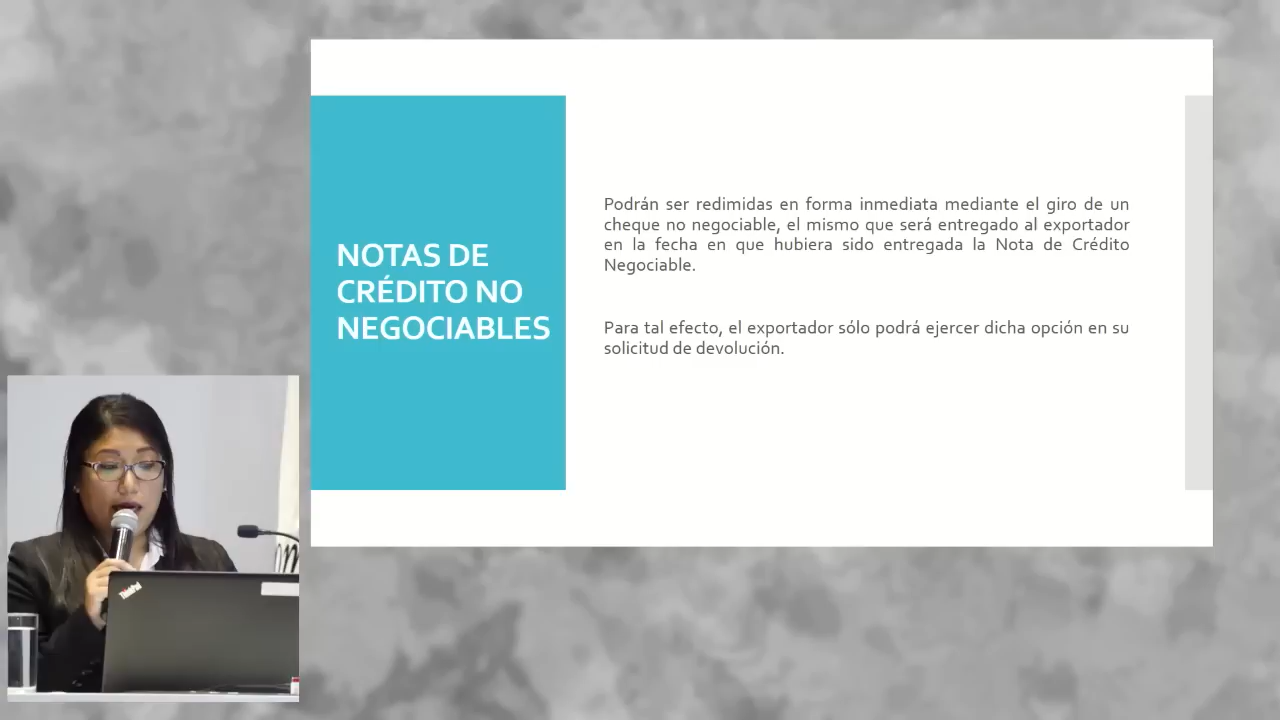 NOTAS DE
CRÉDITO NO
NEGOCIABLES
Podrán ser redimidas en forma inmediata mediante el giro de un
cheque no negociable, el mismo que será entregado al exportador
en la fecha en que hubiera sido entregada la Nota de Crédito
Negociable.
Para tal efecto, el exportador sólo podrá ejercer dicha opción en su
solicitud de devolución.
ThinkPad